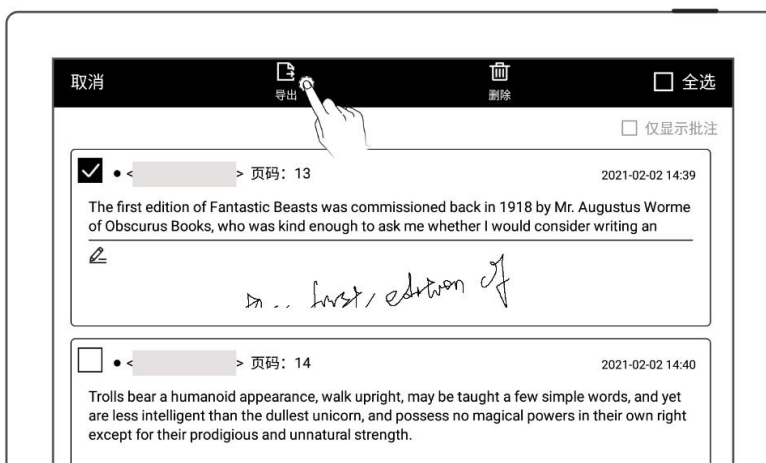 取消
导出
删除
全选
仅显示批注
● < > 页码：13
2021-02-02 14:39
The first edition of Fantastic Beasts was commissioned back in 1918 by Mr. Augustus Worme
of Obscurus Books, who was kind enough to ask me whether I would consider writing an
first, edition of
● < > 页码：14
2021-02-02 14:40
Trolls bear a humanoid appearance, walk upright, may be taught a few simple words, and yet
are less intelligent than the dullest unicorn, and possess no magical powers in their own right
except for their prodigious and unnatural strength.